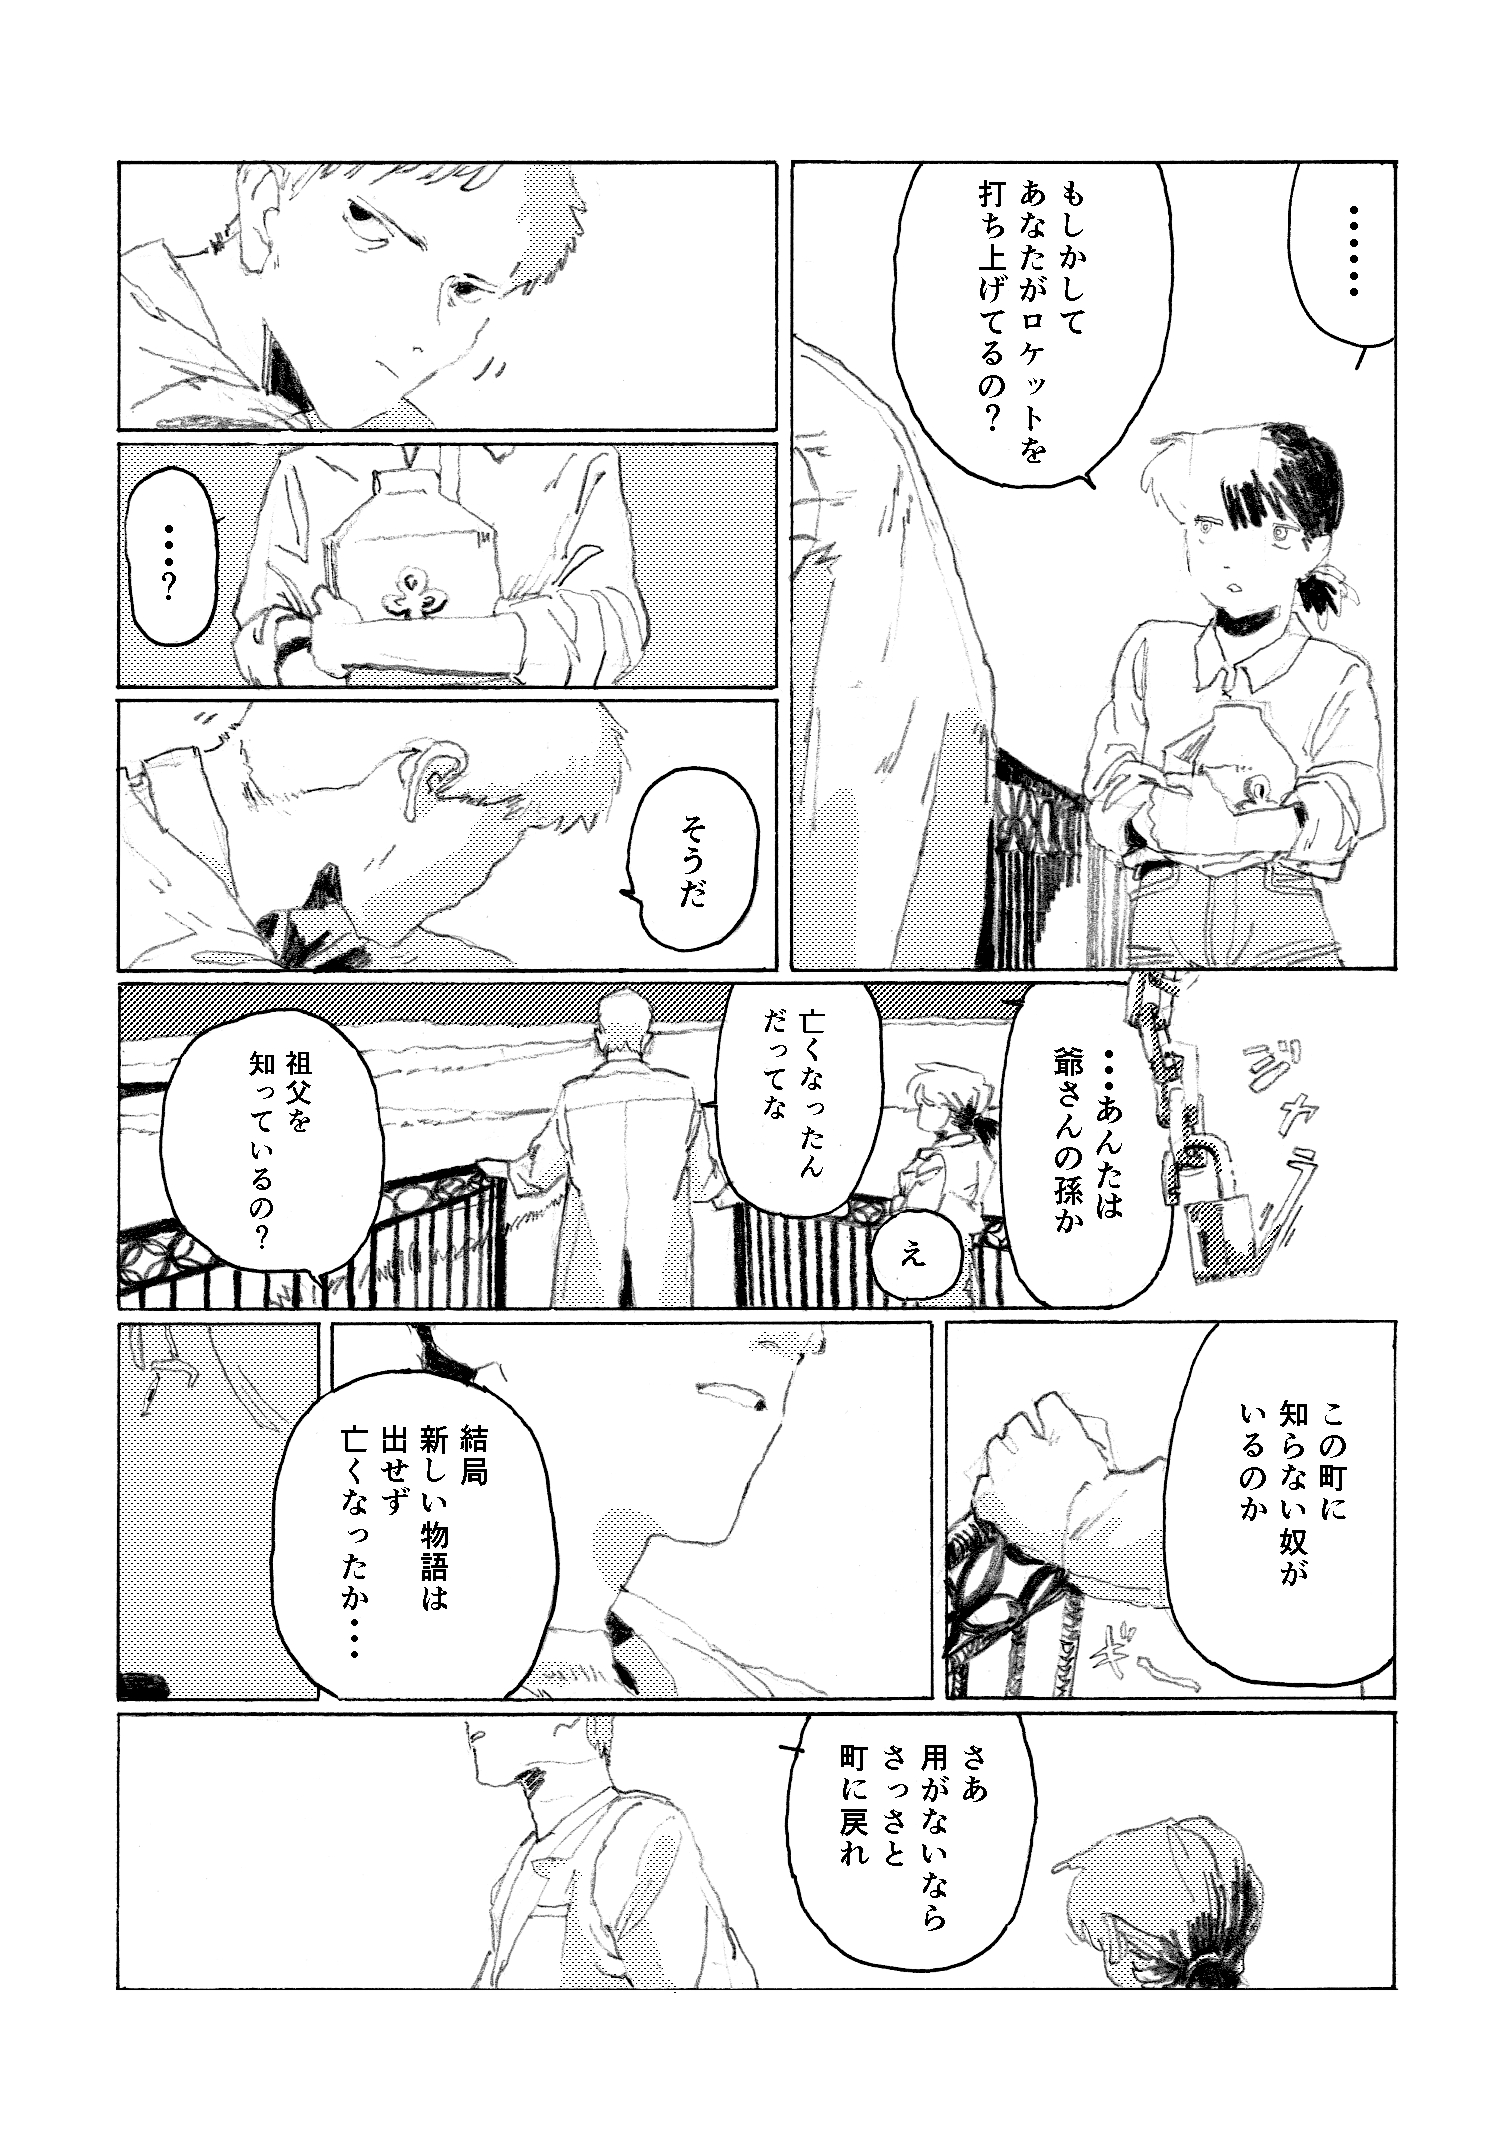 ・・・・・・
もしかして
あなたがロケットを
打ち上げてるの?
・・・?
そうだ
ジャラ
・・・あんたは
爺さんの孫か
え
亡くなったん
だってな
祖父を
知っているの?
この町に
知らない奴が
いるのか
ギー
結局
新しい物語は
出せず
亡くなったか・・・
さあ
用がないなら
さっさと
町に戻れ